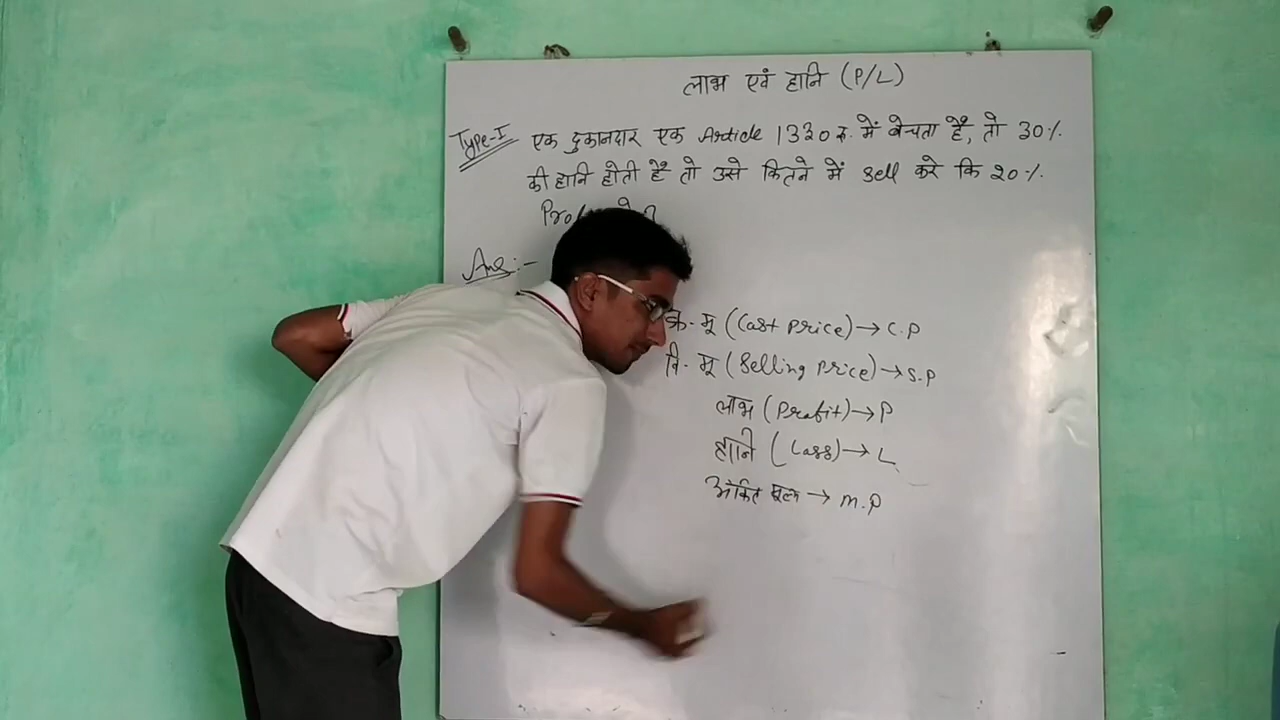 लाभ एवं हानि (P/L)
Type-I एक दुकानदार एक Article 1330 रु. में बेचता है, तो 30%
की हानि होती है तो उसे कितने में Sell करे कि 20%
Ans:-
क्र. मू (Cost Price) → C.P
वि. मू (Selling Price) → S.P
लाभ (Profit) → P
हानि (Loss) → L
अंकित मूल्य → M.P